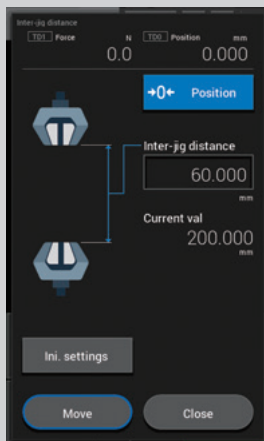 Inter-jig distance
TD1 Force N TD0 Position mm
0.0 0.000
→0← Position
Inter-jig distance
60.000
mm
Current val
200.000
mm
Ini. settings
Move Close